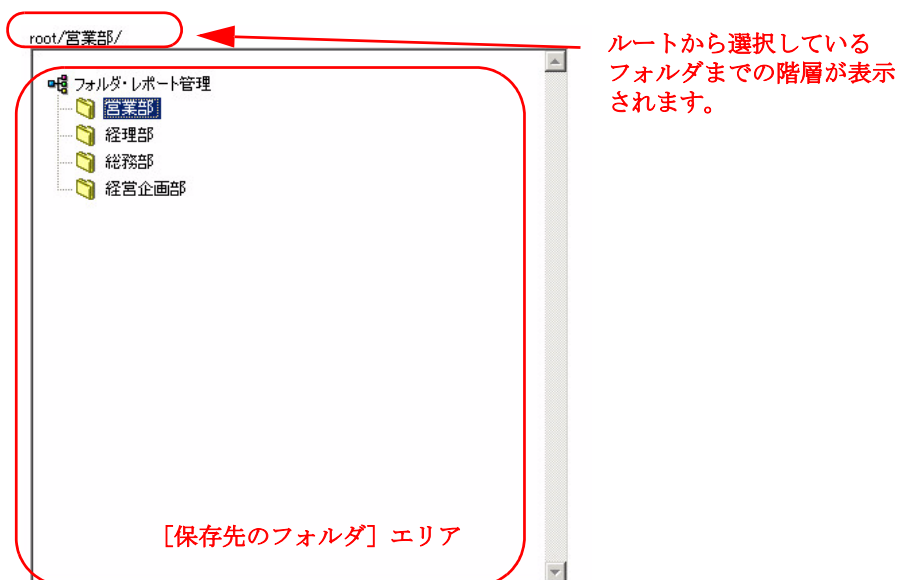 root/営業部/
ルートから選択している
フォルダまでの階層が表示
されます。
フォルダ・レポート管理
営業部
経理部
総務部
経営企画部
［保存先のフォルダ］エリア